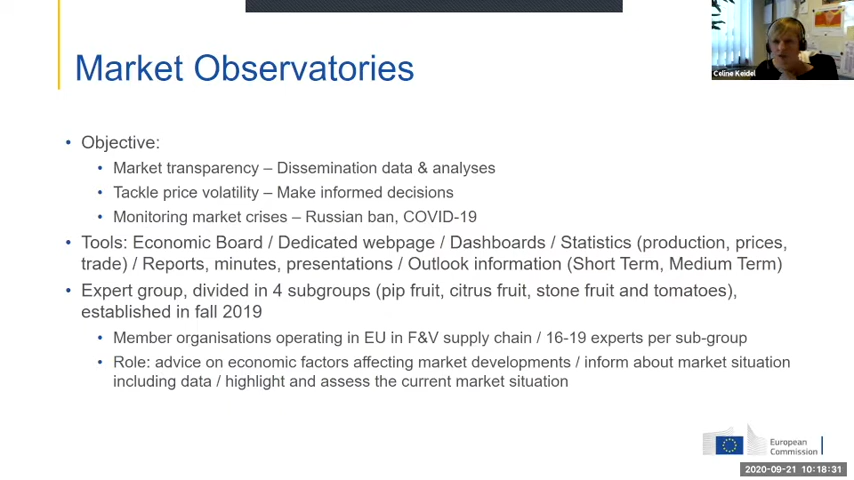 Market Observatories
Celine Keidel
• Objective:
• Market transparency – Dissemination data & analyses
• Tackle price volatility – Make informed decisions
• Monitoring market crises – Russian ban, COVID-19
• Tools: Economic Board / Dedicated webpage / Dashboards / Statistics (production, prices,
trade) / Reports, minutes, presentations / Outlook information (Short Term, Medium Term)
• Expert group, divided in 4 subgroups (pip fruit, citrus fruit, stone fruit and tomatoes),
established in fall 2019
• Member organisations operating in EU in F&V supply chain / 16-19 experts per sub-group
• Role: advice on economic factors affecting market developments / inform about market situation
including data / highlight and assess the current market situation
European
Commission
2020-09-21 10:18:31